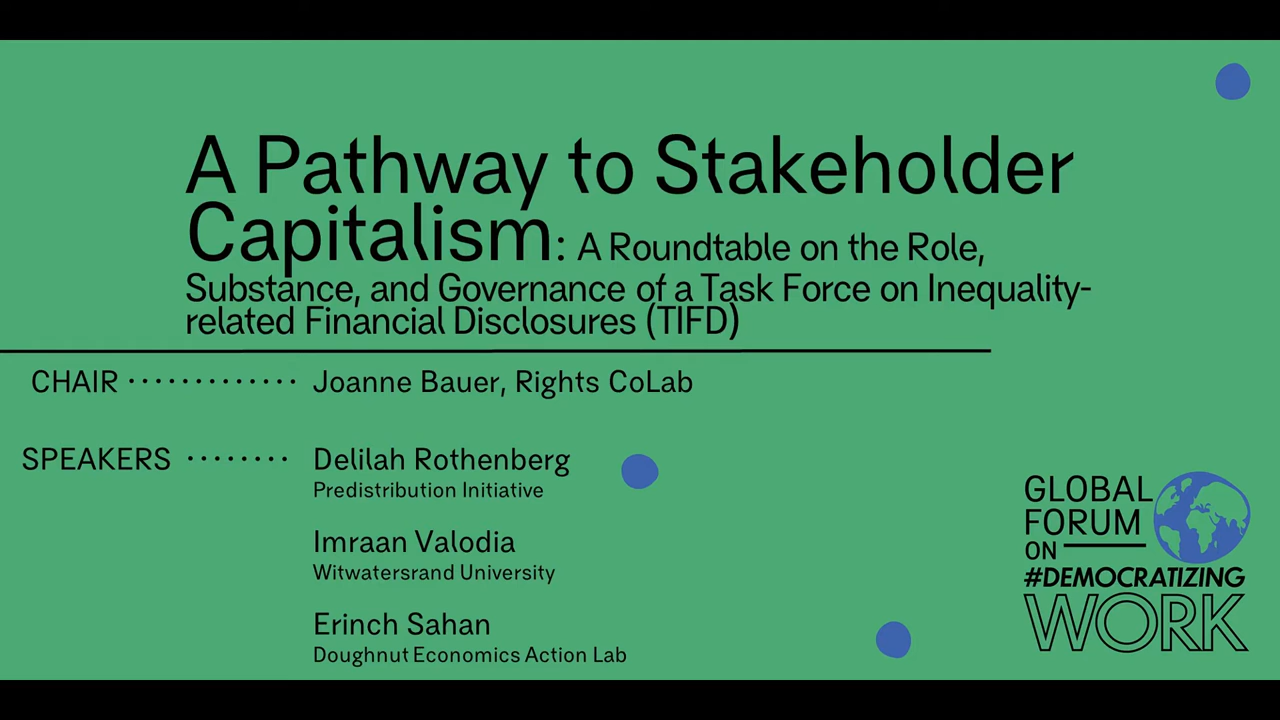 A Pathway to Stakeholder
Capitalism: A Roundtable on the Role,
Substance, and Governance of a Task Force on Inequality-
related Financial Disclosures (TIFD)
CHAIR ............. Joanne Bauer, Rights CoLab
SPEAKERS ........ Delilah Rothenberg
Predistribution Initiative
Imraan Valodia
Witwatersrand University
Erinch Sahan
Doughnut Economics Action Lab
GLOBAL
FORUM
ON
#DEMOCRATIZING
WORK